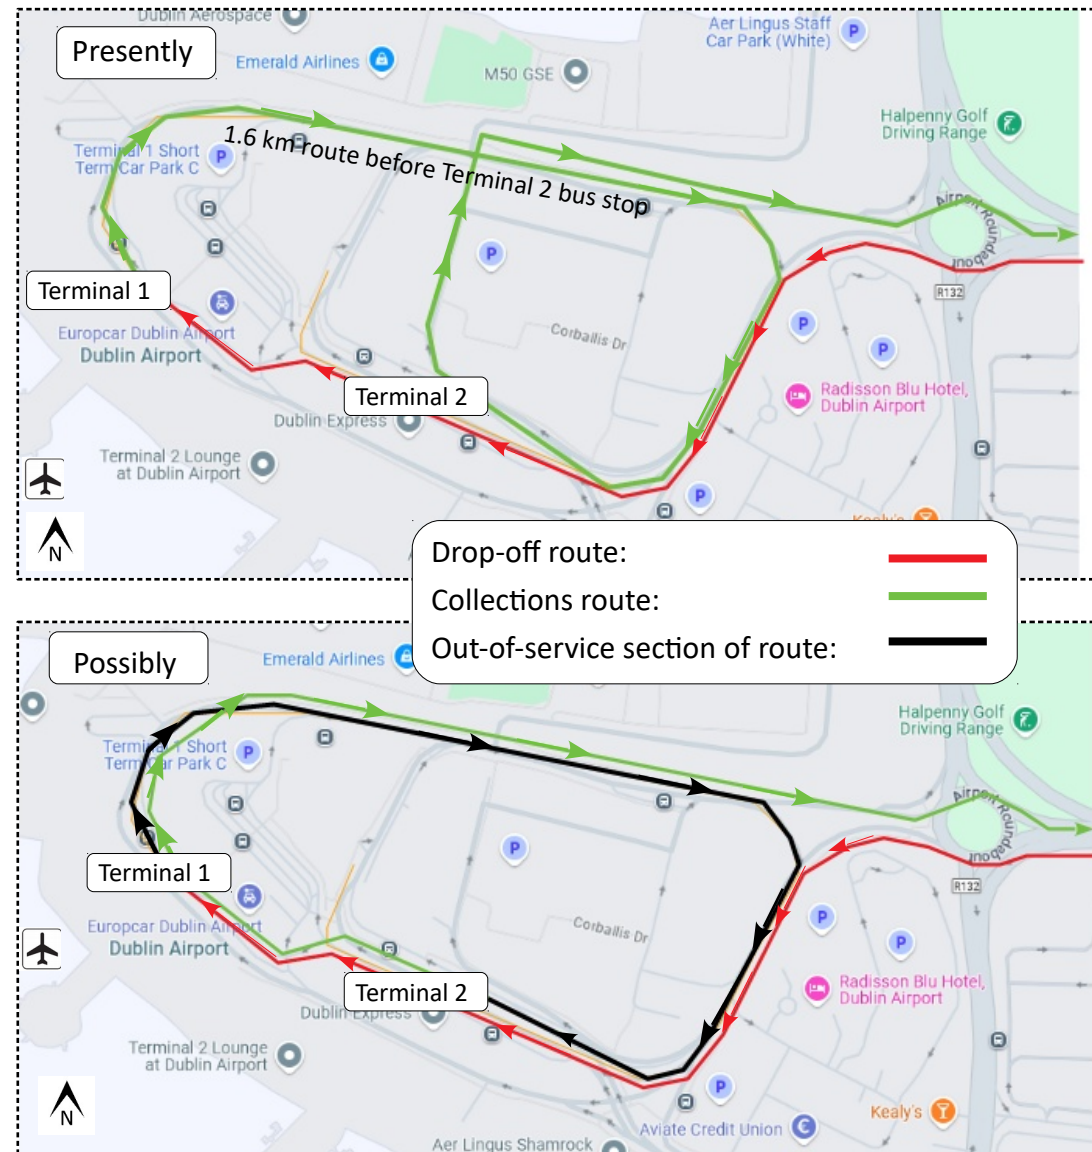 Dublin Aerospace
Presently
Emerald Airlines
M50 GSE
Aer Lingus Staff
Car Park (White)
P
Halpenny Golf
Driving Range
Terminal 1 Short
Term Car Park C
P
1.6 km route before Terminal 2 bus stop
Airport Roundabout
P
R132
Terminal 1
Europcar Dublin Airport
Dublin Airport
Corballis Dr
P
P
Radisson Blu Hotel,
Dublin Airport
Terminal 2
Dublin Express
Terminal 2 Lounge
at Dublin Airport
P
Kealy's
N
Drop-off route:
Collections route:
Out-of-service section of route:
Possibly
Emerald Airlines
Halpenny Golf
Driving Range
Terminal 1 Short
Term Car Park C
P
Airport Roundabout
P
R132
Terminal 1
Europcar Dublin Airport
Dublin Airport
Corballis Dr
P
P
Radisson Blu Hotel,
Dublin Airport
Terminal 2
Dublin Express
Terminal 2 Lounge
at Dublin Airport
P
N
Kealy's
Aviate Credit Union
€
Aer Lingus Shamrock